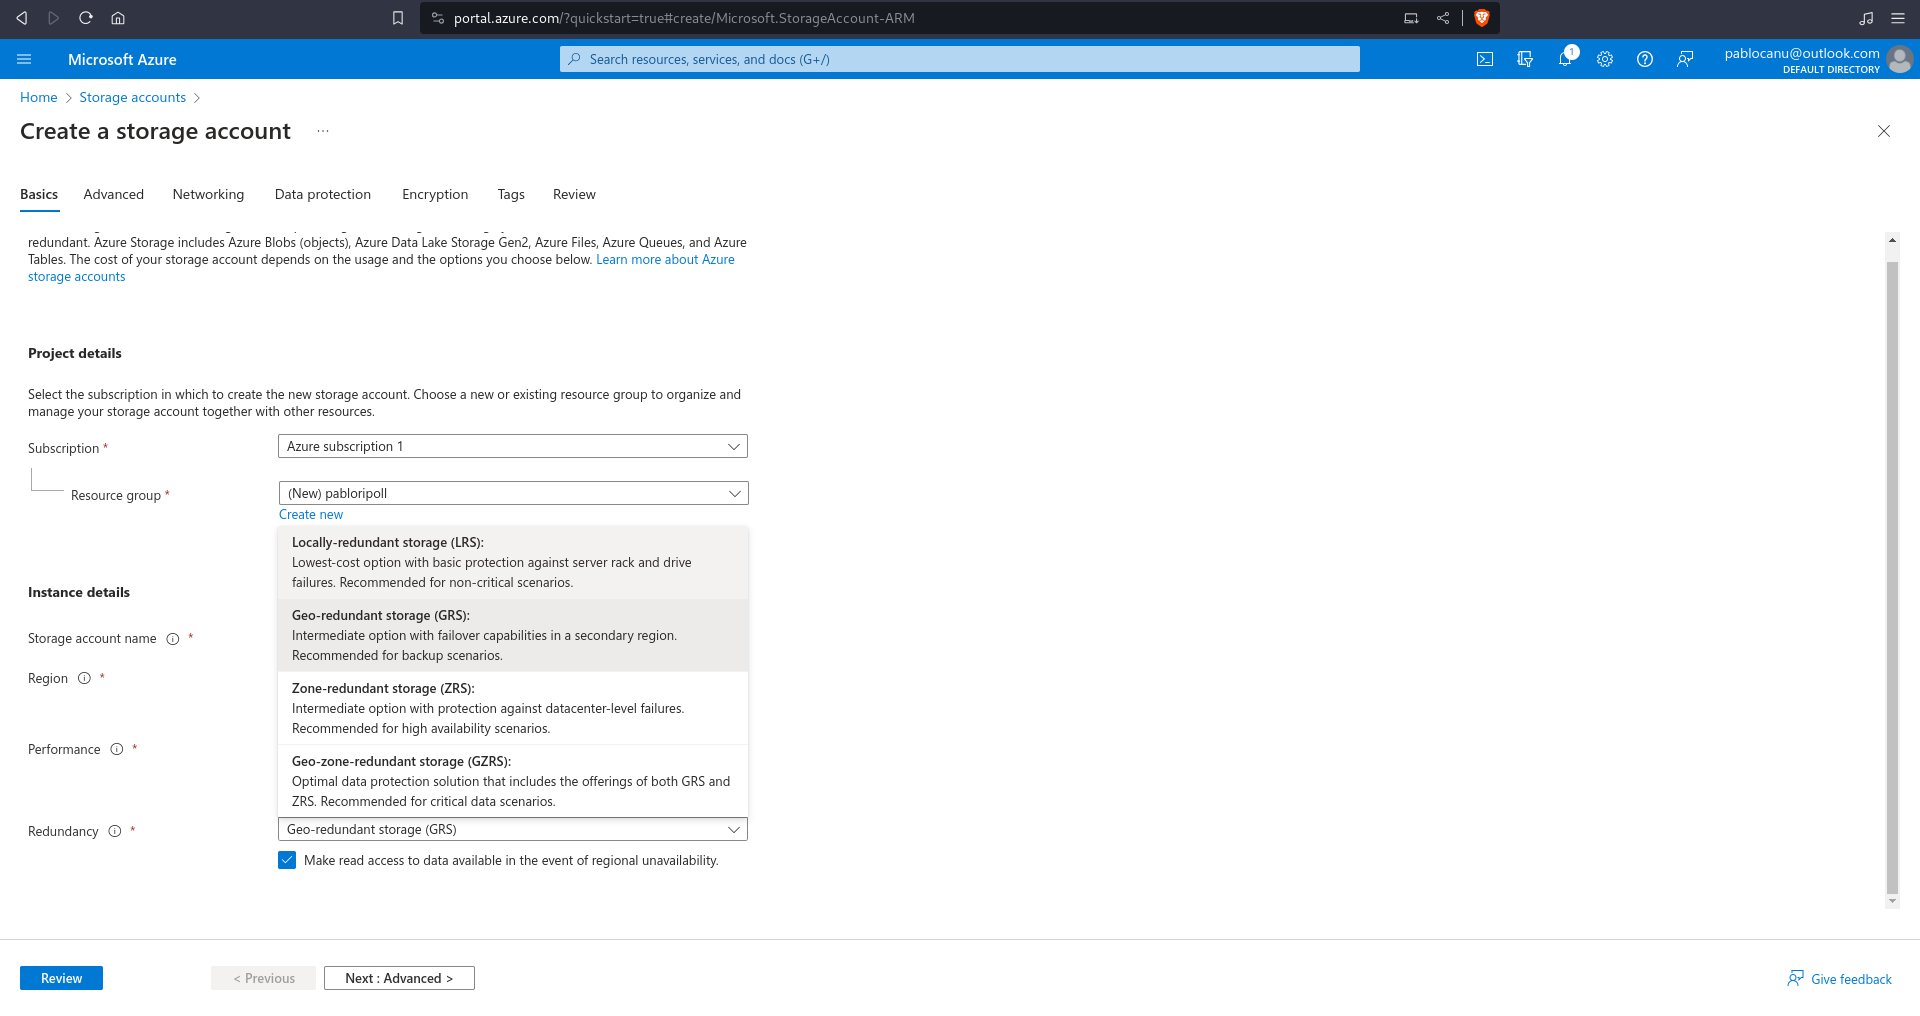 portal.azure.com/?quickstart=true#create/Microsoft.StorageAccount-ARM
Microsoft Azure
Search resources, services, and docs (G+/)
1
pablocanu@outlook.com
DEFAULT DIRECTORY
Home > Storage accounts >
Create a storage account ...
Basics Advanced Networking Data protection Encryption Tags Review
redundant. Azure Storage includes Azure Blobs (objects), Azure Data Lake Storage Gen2, Azure Files, Azure Queues, and Azure
Tables. The cost of your storage account depends on the usage and the options you choose below. Learn more about Azure
storage accounts
Project details
Select the subscription in which to create the new storage account. Choose a new or existing resource group to organize and
manage your storage account together with other resources.
Subscription * Azure subscription 1
Resource group * (New) pabloripoll
Create new
Locally-redundant storage (LRS):
Lowest-cost option with basic protection against server rack and drive
failures. Recommended for non-critical scenarios.
Instance details
Geo-redundant storage (GRS):
Intermediate option with failover capabilities in a secondary region.
Recommended for backup scenarios.
Storage account name *
Region *
Zone-redundant storage (ZRS):
Intermediate option with protection against datacenter-level failures.
Recommended for high availability scenarios.
Performance *
Geo-zone-redundant storage (GZRS):
Optimal data protection solution that includes the offerings of both GRS and
ZRS. Recommended for critical data scenarios.
Redundancy * Geo-redundant storage (GRS)
Make read access to data available in the event of regional unavailability.
Review < Previous Next : Advanced > Give feedback